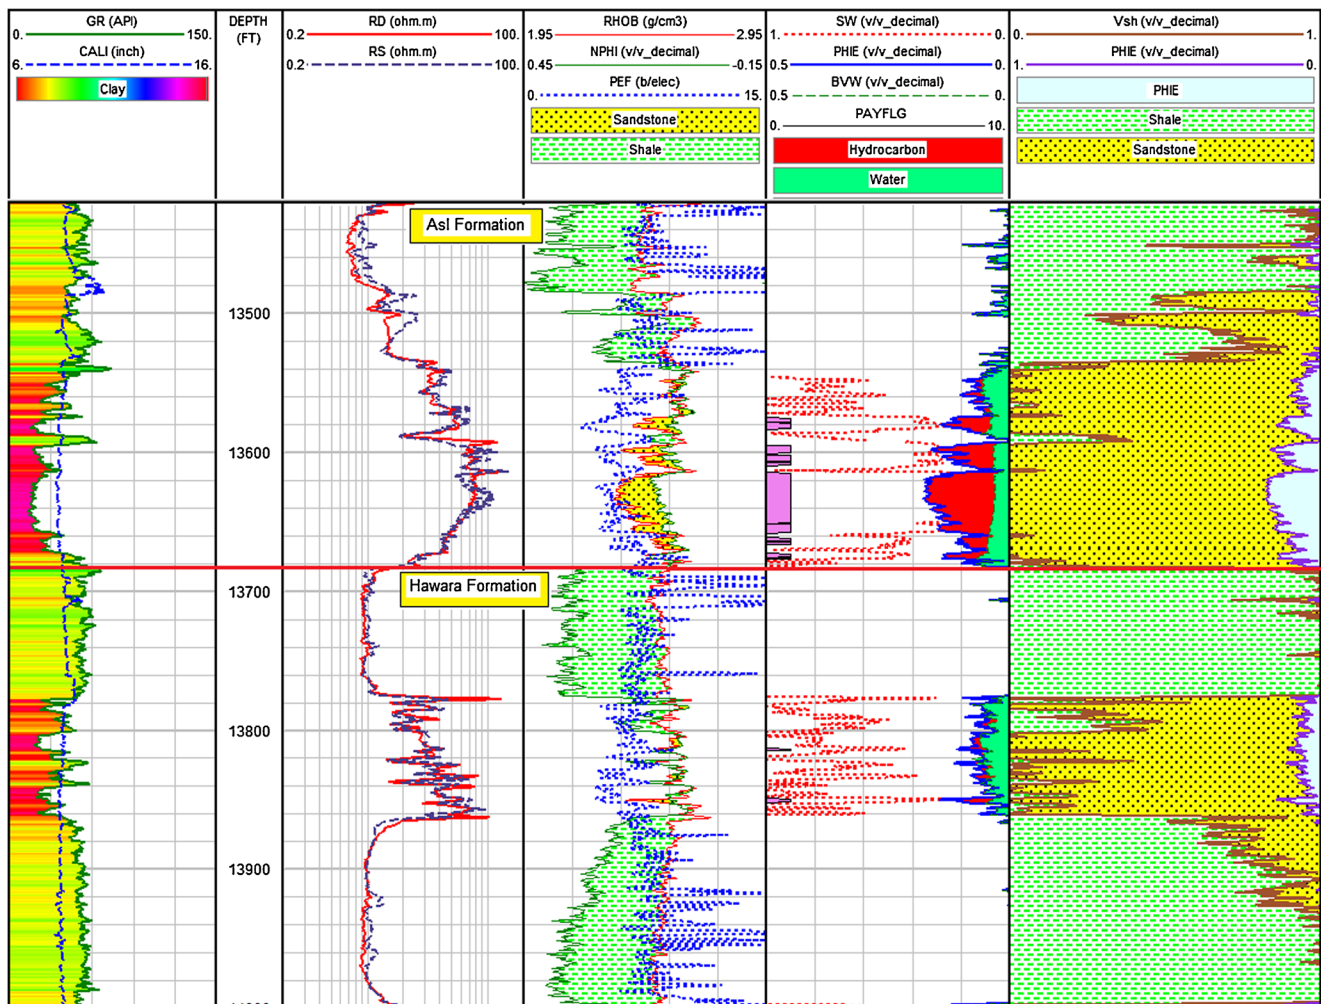 GR (API)
0. 150.
CALI (inch)
6. 16.
Clay
DEPTH
(FT)
RD (ohm.m)
0.2 100.
RS (ohm.m)
0.2 100.
RHOB (g/cm3)
1.95 2.95
NPHI (v/v_decimal)
0.45 -0.15
PEF (b/elec)
0. 15.
Sandstone
Shale
SW (v/v_decimal)
1. 0.
PHIE (v/v_decimal)
0.5 0.
BVW (v/v_decimal)
0.5 0.
PAYFLG
0. 10.
Hydrocarbon
Water
Vsh (v/v_decimal)
0. 1.
PHIE (v/v_decimal)
1. 0.
PHIE
Shale
Sandstone
Asl Formation
13500
13600
Hawara Formation
13700
13800
13900